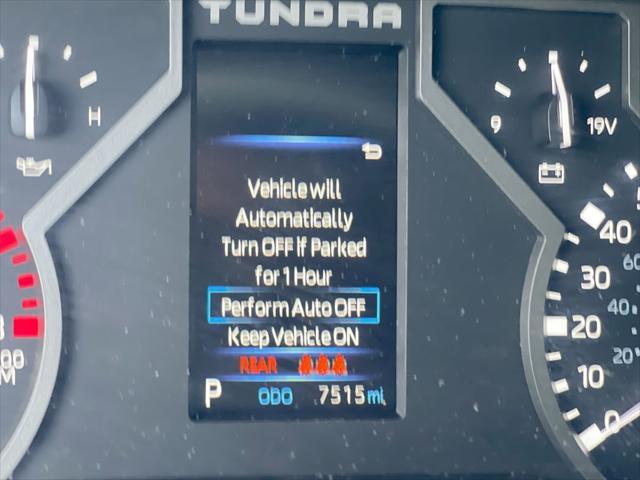 TUNDRA
H
9
19V
Vehicle will
Automatically
Turn OFF if Parked
for 1 Hour
Perform Auto OFF
Keep Vehicle ON
REAR
P ODO 7515 mi
40
60
30
40
20
20
10
0